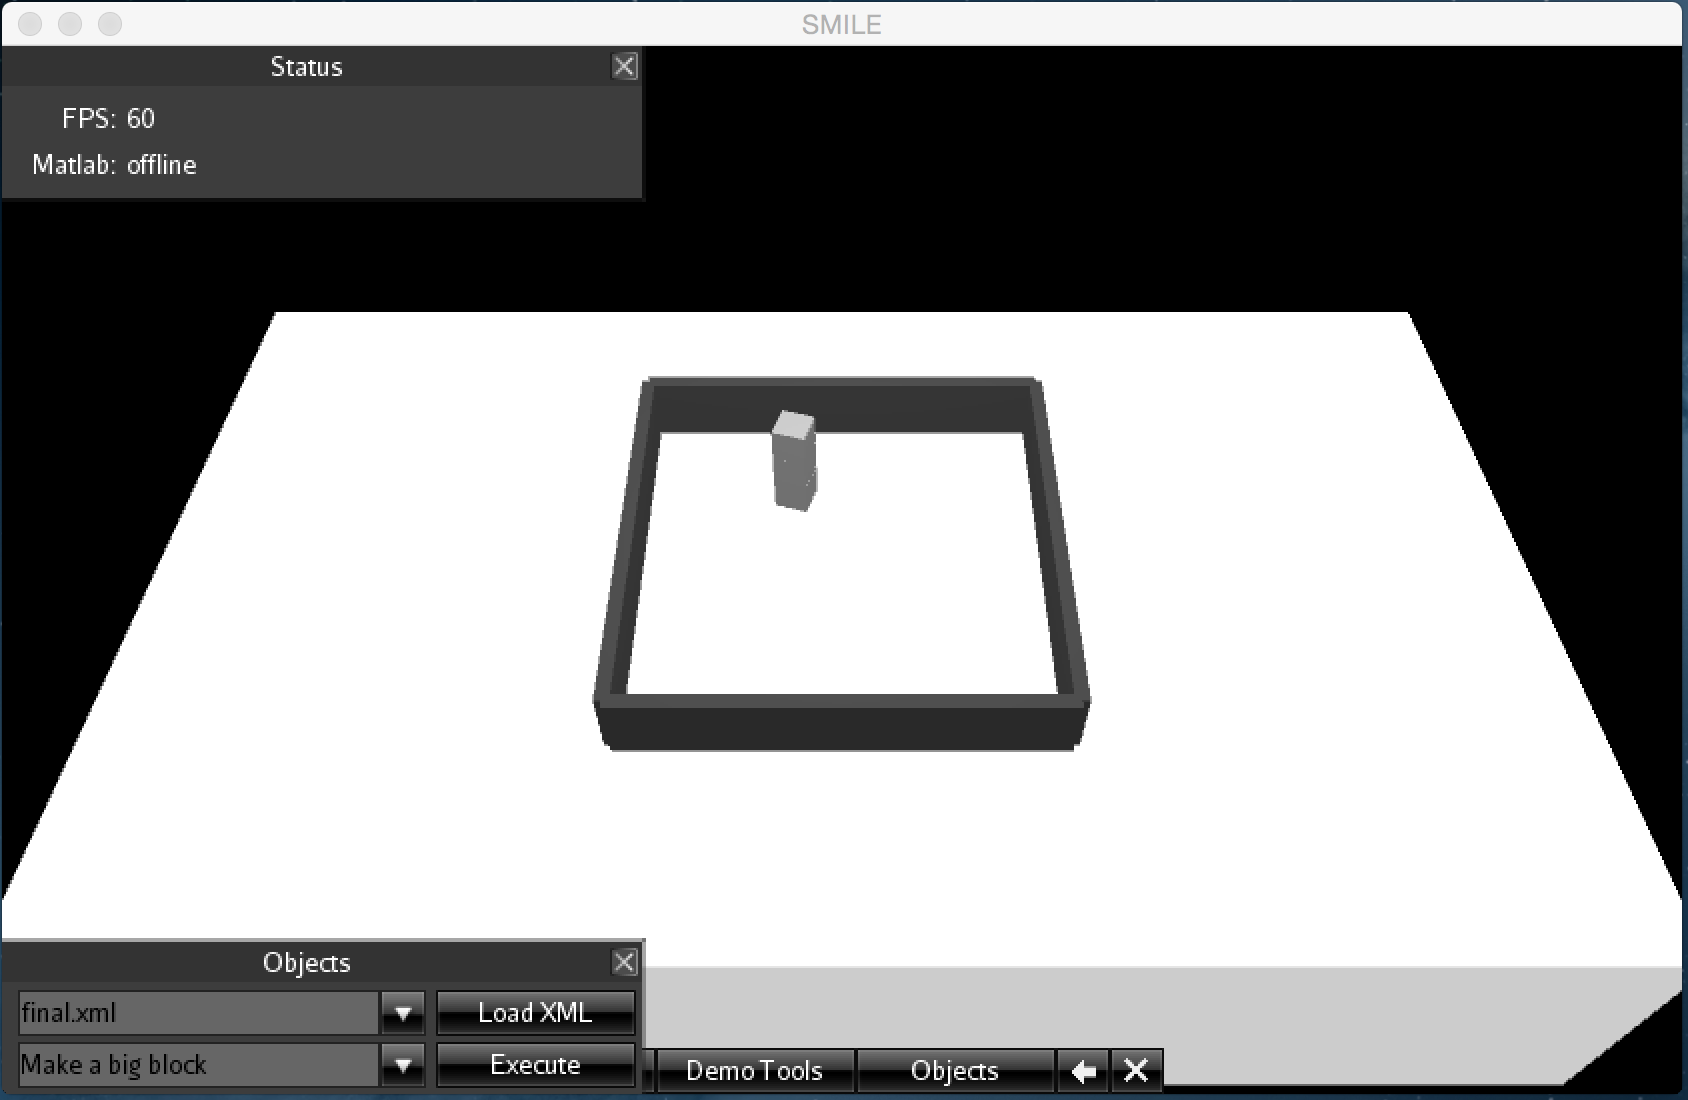 SMILE
Status
FPS: 60
Matlab: offline
Objects
final.xml
Load XML
Make a big block
Execute
Demo Tools
Objects